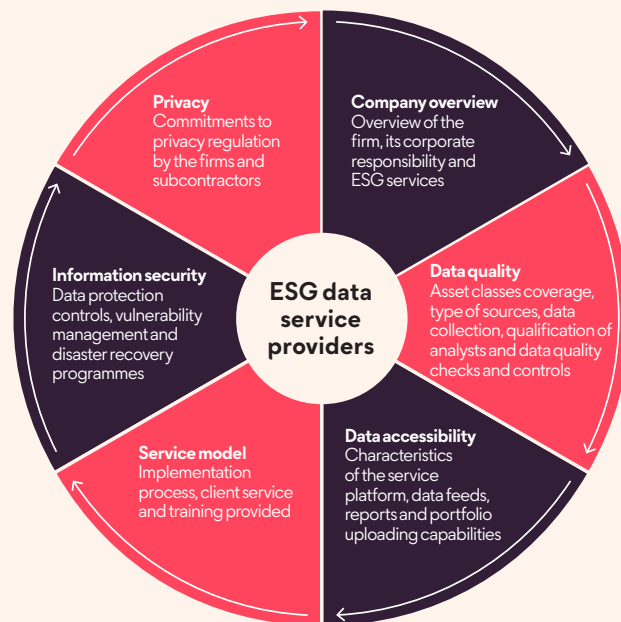 Privacy
Commitments to
privacy regulation
by the firms and
subcontractors
Company overview
Overview of the
firm, its corporate
responsibility and
ESG services
Information security
Data protection
controls, vulnerability
management and
disaster recovery
programmes
ESG data
service
providers
Data quality
Asset classes coverage,
type of sources, data
collection, qualification of
analysts and data quality
checks and controls
Service model
Implementation
process, client service
and training provided
Data accessibility
Characteristics
of the service
platform, data feeds,
reports and portfolio
uploading capabilities